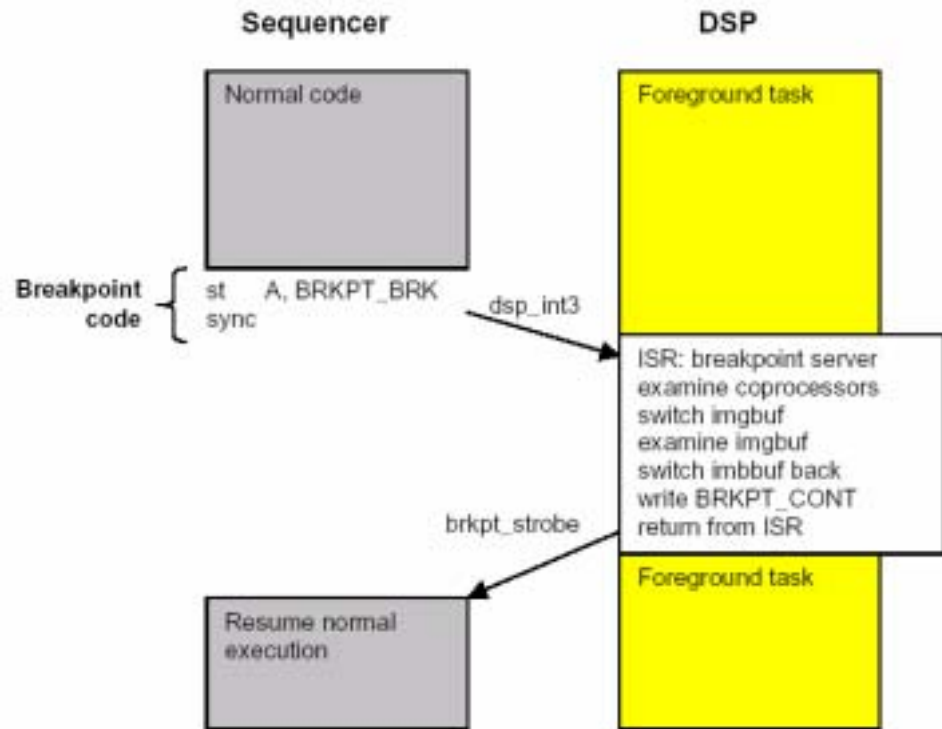 Sequencer
DSP
Normal code
Foreground task
Breakpoint
code
st A, BRKPT_BRK
sync
dsp_int3
ISR: breakpoint server
examine coprocessors
switch imgbuf
examine imgbuf
switch imbbuf back
write BRKPT_CONT
return from ISR
brkpt_strobe
Foreground task
Resume normal
execution